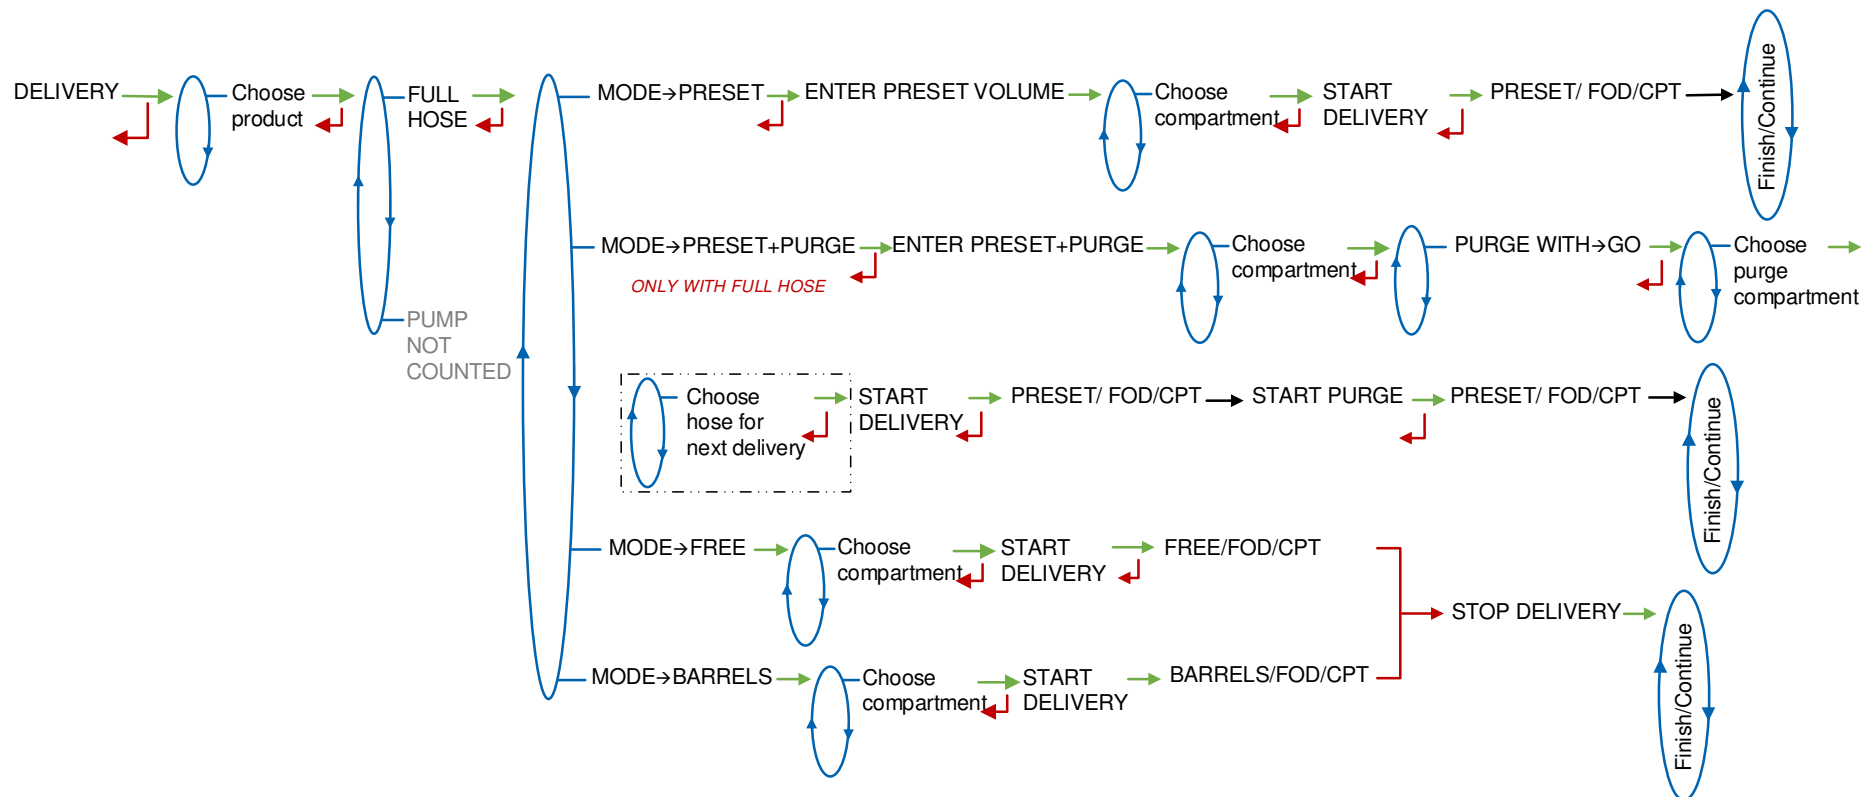 DELIVERY
Choose
product
FULL
HOSE
PUMP
NOT
COUNTED
MODE→PRESET
ENTER PRESET VOLUME
Choose
compartment
START
DELIVERY
PRESET/ FOD/CPT
Finish/Continue
MODE→PRESET+PURGE
ONLY WITH FULL HOSE
ENTER PRESET+PURGE
Choose
compartment
PURGE WITH→GO
Choose
purge
compartment
Choose
hose for
next delivery
START
DELIVERY
PRESET/ FOD/CPT
START PURGE
PRESET/ FOD/CPT
Finish/Continue
MODE→FREE
Choose
compartment
START
DELIVERY
FREE/FOD/CPT
MODE→BARRELS
Choose
compartment
START
DELIVERY
BARRELS/FOD/CPT
STOP DELIVERY
Finish/Continue